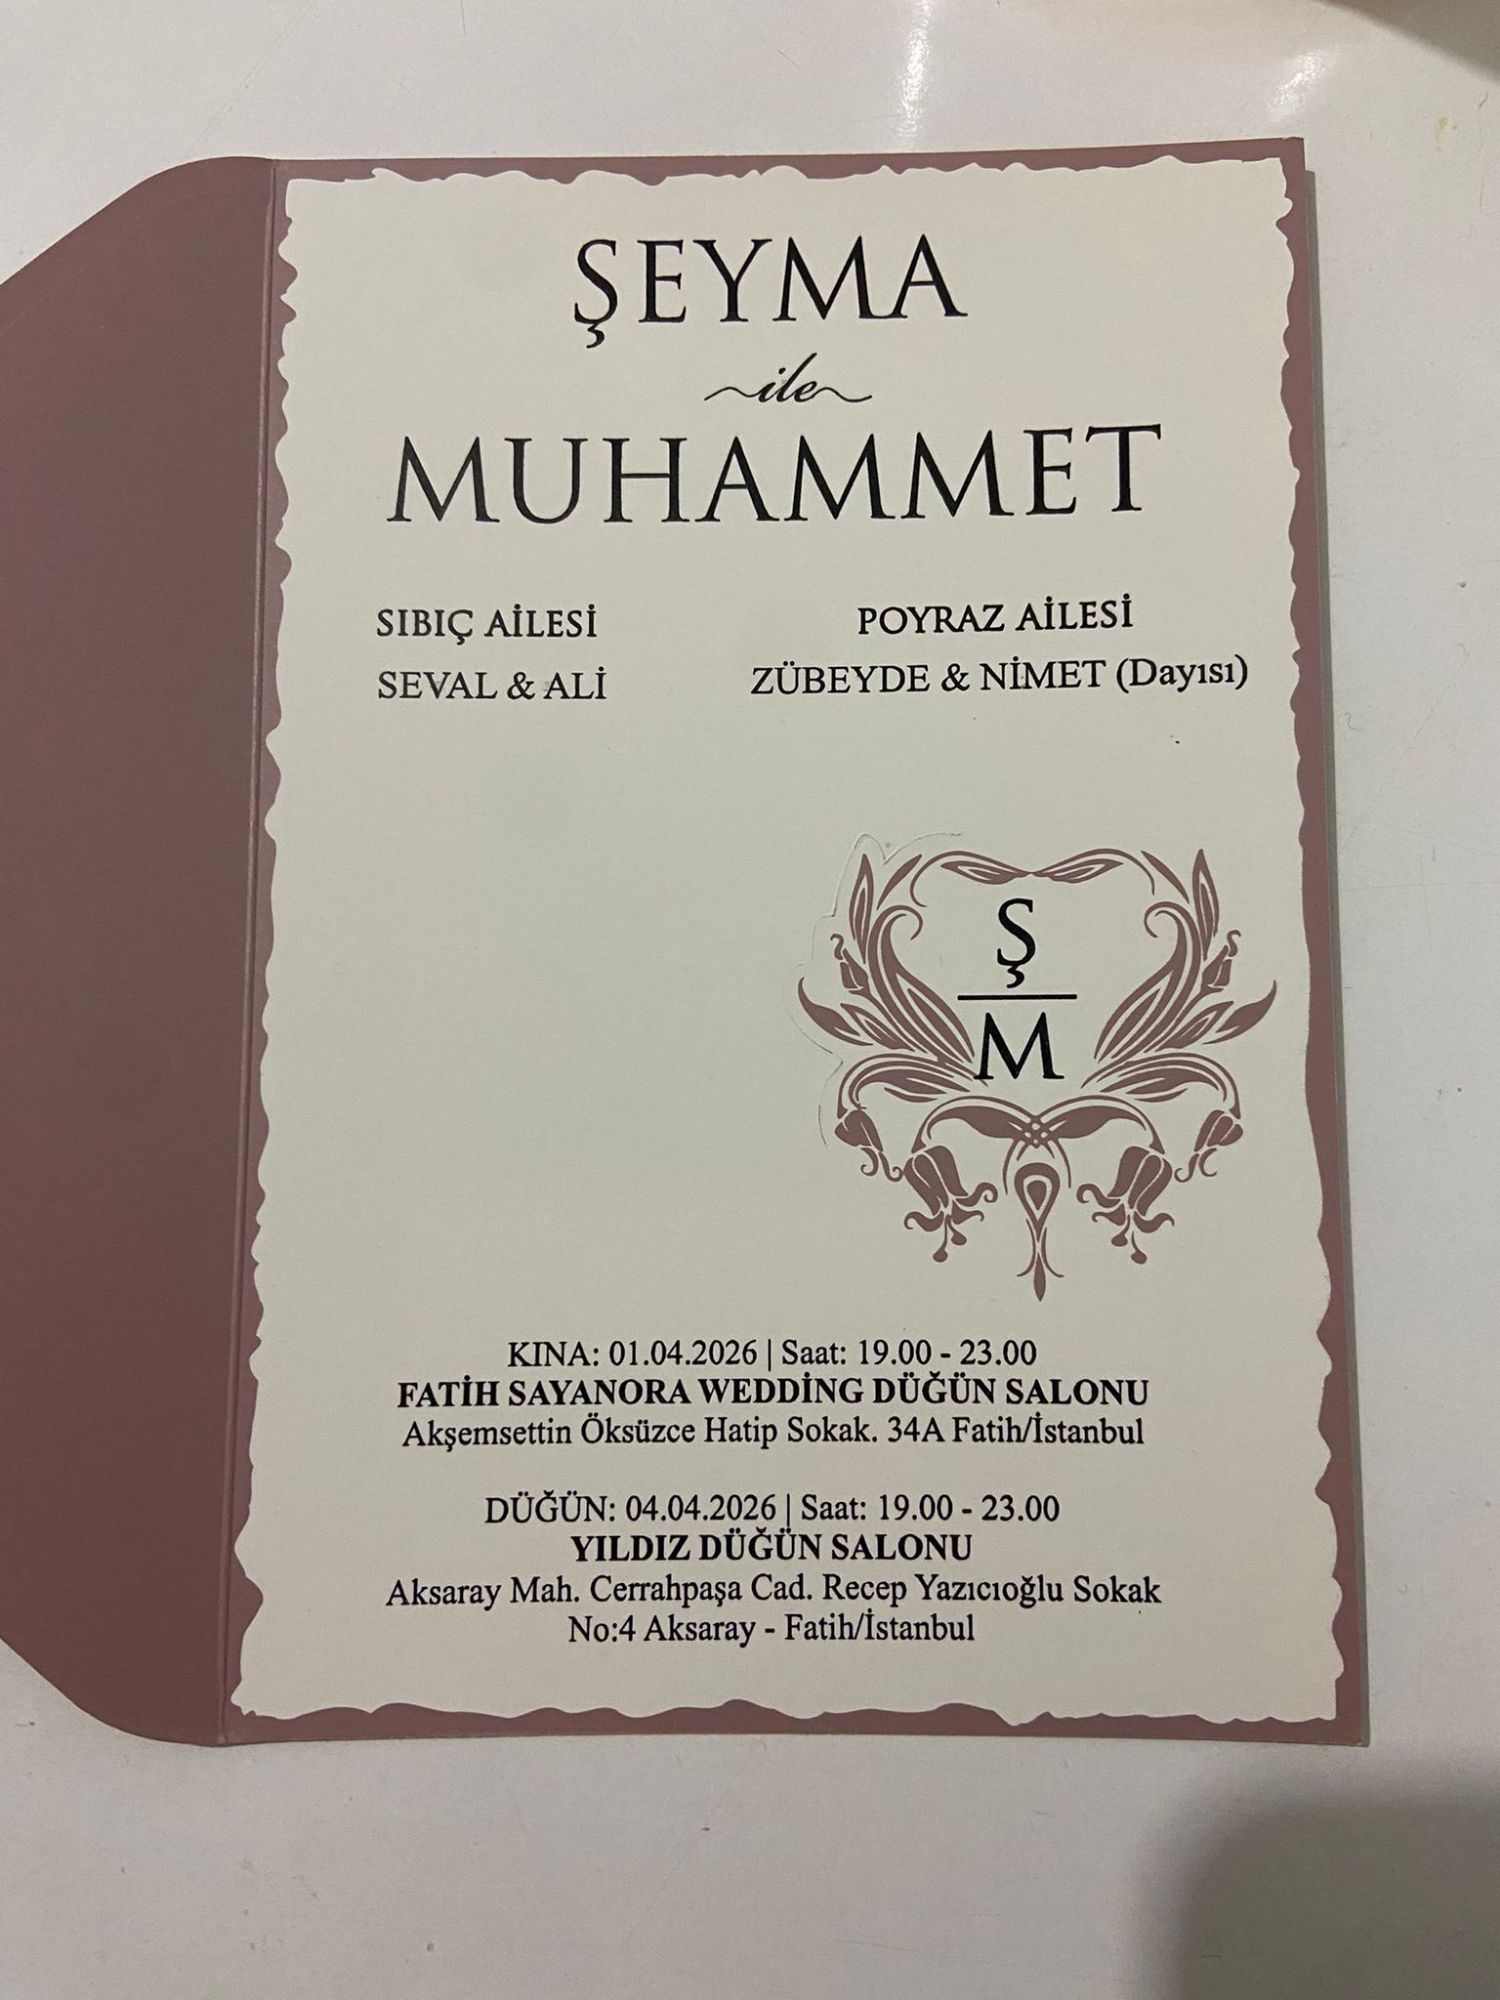 ŞEYMA
ile
MUHAMMET
SIBIÇ AİLESİ
SEVAL & ALİ
POYRAZ AİLESİ
ZÜBEYDE & NİMET (Dayısı)
Ş
M
KINA: 01.04.2026 | Saat: 19.00 - 23.00
FATİH SAYANORA WEDDİNG DÜĞÜN SALONU
Akşemsettin Öksüzce Hatip Sokak. 34A Fatih/İstanbul
DÜĞÜN: 04.04.2026 | Saat: 19.00 - 23.00
YILDIZ DÜĞÜN SALONU
Aksaray Mah. Cerrahpaşa Cad. Recep Yazıcıoğlu Sokak
No:4 Aksaray - Fatih/İstanbul